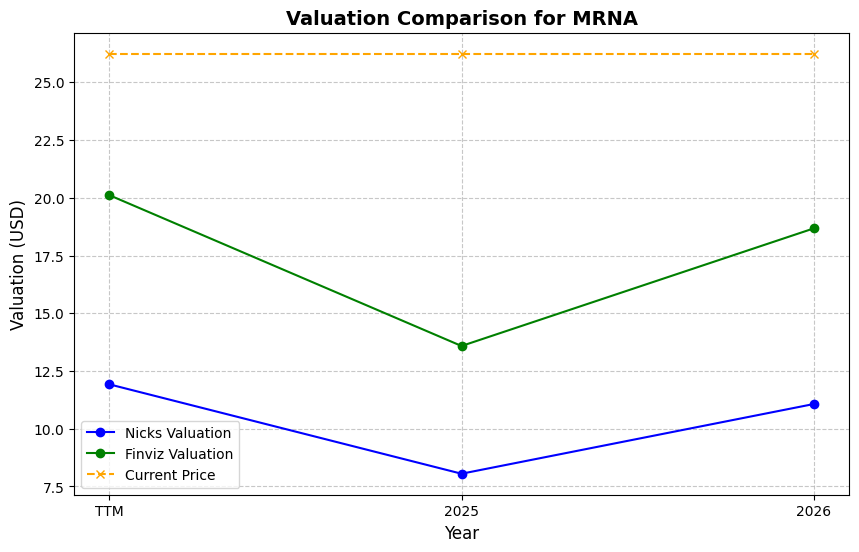 Valuation Comparison for MRNA
Valuation (USD)
25.0
22.5
20.0
17.5
15.0
12.5
10.0
7.5
Nicks Valuation
Finviz Valuation
Current Price
TTM
2025
2026
Year